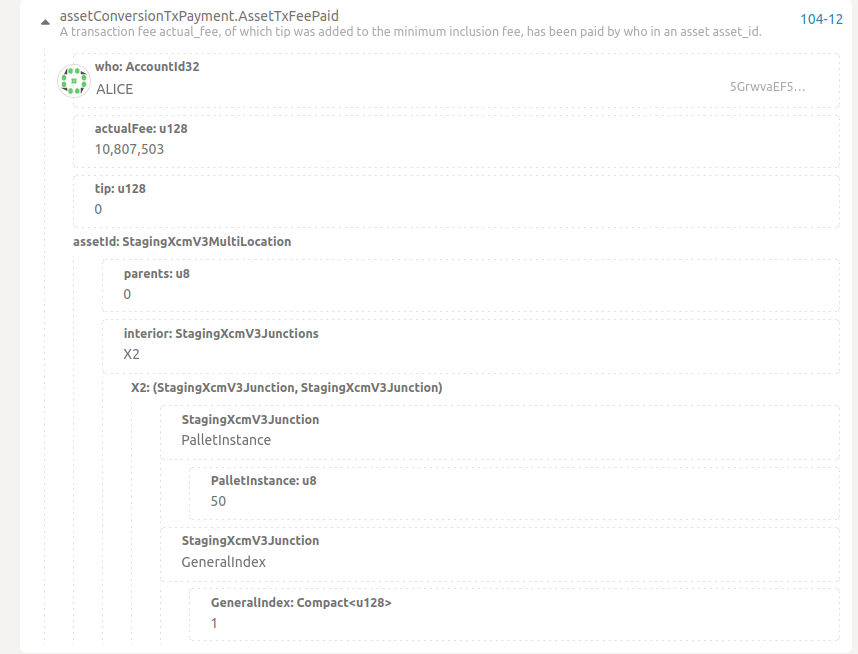 assetConversionTxPayment.AssetTxFeePaid
104-12
A transaction fee actual_fee, of which tip was added to the minimum inclusion fee, has been paid by who in an asset asset_id.
who: AccountId32
ALICE
5GrwvaEF5...
actualFee: u128
10,807,503
tip: u128
0
assetId: StagingXcmV3MultiLocation
parents: u8
0
interior: StagingXcmV3Junctions
X2
X2: (StagingXcmV3Junction, StagingXcmV3Junction)
StagingXcmV3Junction
PalletInstance
PalletInstance: u8
50
StagingXcmV3Junction
GeneralIndex
GeneralIndex: Compact<u128>
1